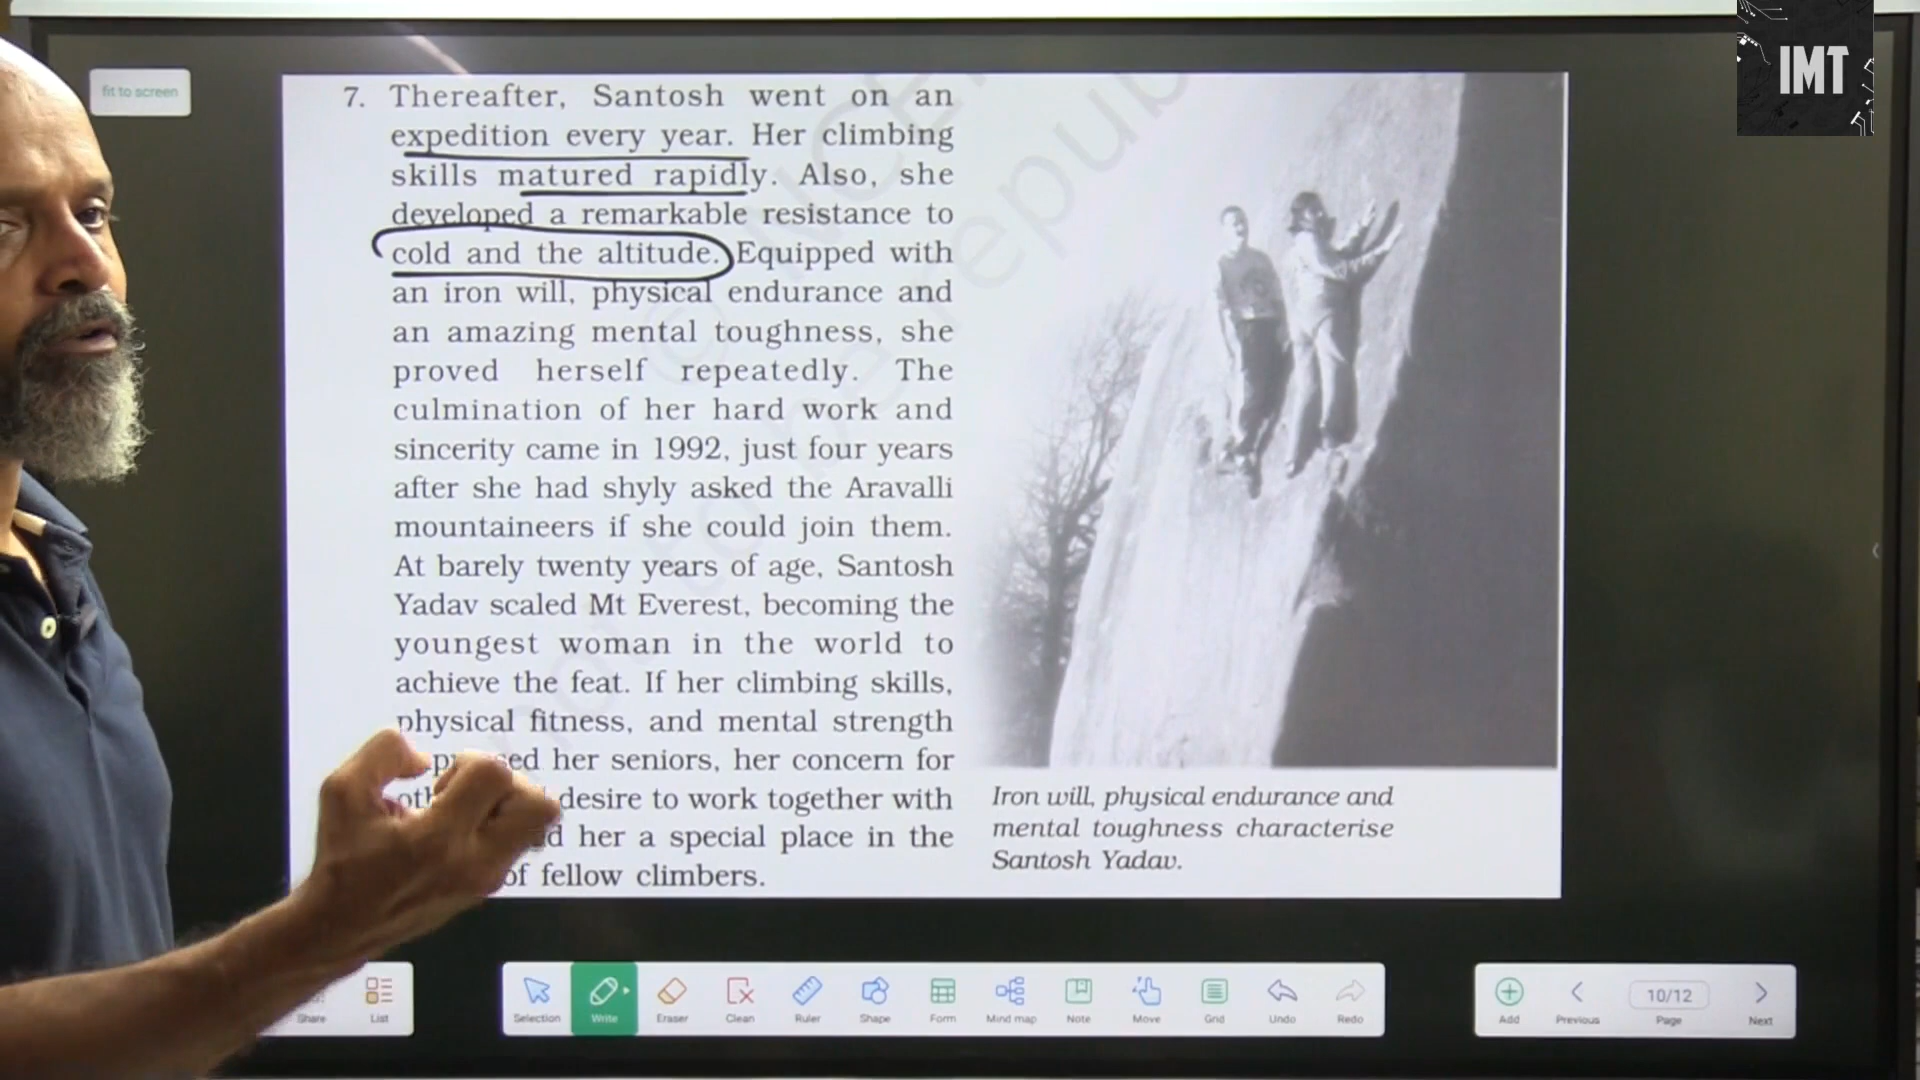 fit to screen
IMT
7. Thereafter, Santosh went on an
expedition every year. Her climbing
skills matured rapidly. Also, she
developed a remarkable resistance to
cold and the altitude. Equipped with
an iron will, physical endurance and
an amazing mental toughness, she
proved herself repeatedly. The
culmination of her hard work and
sincerity came in 1992, just four years
after she had shyly asked the Aravalli
mountaineers if she could join them.
At barely twenty years of age, Santosh
Yadav scaled Mt Everest, becoming the
youngest woman in the world to
achieve the feat. If her climbing skills,
physical fitness, and mental strength
her seniors, her concern for
desire to work together with
her a special place in the
of fellow climbers.
Iron will, physical endurance and
mental toughness characterise
Santosh Yadav.
Share List Selection Write Eraser Clean Ruler Shape Form Mind map Note Move Grid Undo Redo Add Previous 10/12 Page Next